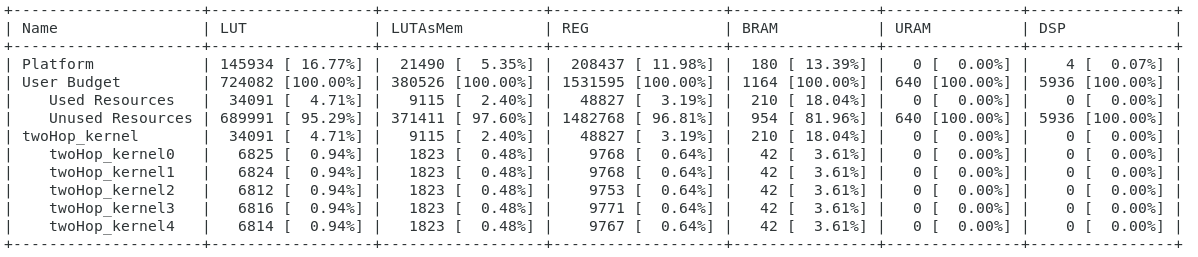 +----------------------+------------------+------------------+-------------------+----------------+---------------+----------------+
| Name                 | LUT              | LUTAsMem         | REG               | BRAM           | URAM          | DSP            |
+----------------------+------------------+------------------+-------------------+----------------+---------------+----------------+
| Platform             | 145934 [ 16.77%] |  21490 [  5.35%] |  208437 [ 11.98%] |  180 [ 13.39%] |   0 [  0.00%] |    4 [  0.07%] |
| User Budget          | 724082 [100.00%] | 380526 [100.00%] | 1531595 [100.00%] | 1164 [100.00%] | 640 [100.00%] | 5936 [100.00%] |
|    Used Resources    |  34091 [  4.71%] |   9115 [  2.40%] |   48827 [  3.19%] |  210 [ 18.04%] |   0 [  0.00%] |    0 [  0.00%] |
|    Unused Resources  | 689991 [ 95.29%] | 371411 [ 97.60%] | 1482768 [ 96.81%] |  954 [ 81.96%] | 640 [100.00%] | 5936 [100.00%] |
| twoHop_kernel        |  34091 [  4.71%] |   9115 [  2.40%] |   48827 [  3.19%] |  210 [ 18.04%] |   0 [  0.00%] |    0 [  0.00%] |
|    twoHop_kernel0    |   6825 [  0.94%] |   1823 [  0.48%] |    9768 [  0.64%] |   42 [  3.61%] |   0 [  0.00%] |    0 [  0.00%] |
|    twoHop_kernel1    |   6824 [  0.94%] |   1823 [  0.48%] |    9768 [  0.64%] |   42 [  3.61%] |   0 [  0.00%] |    0 [  0.00%] |
|    twoHop_kernel2    |   6812 [  0.94%] |   1823 [  0.48%] |    9753 [  0.64%] |   42 [  3.61%] |   0 [  0.00%] |    0 [  0.00%] |
|    twoHop_kernel3    |   6816 [  0.94%] |   1823 [  0.48%] |    9771 [  0.64%] |   42 [  3.61%] |   0 [  0.00%] |    0 [  0.00%] |
|    twoHop_kernel4    |   6814 [  0.94%] |   1823 [  0.48%] |    9767 [  0.64%] |   42 [  3.61%] |   0 [  0.00%] |    0 [  0.00%] |
+----------------------+------------------+------------------+-------------------+----------------+---------------+----------------+